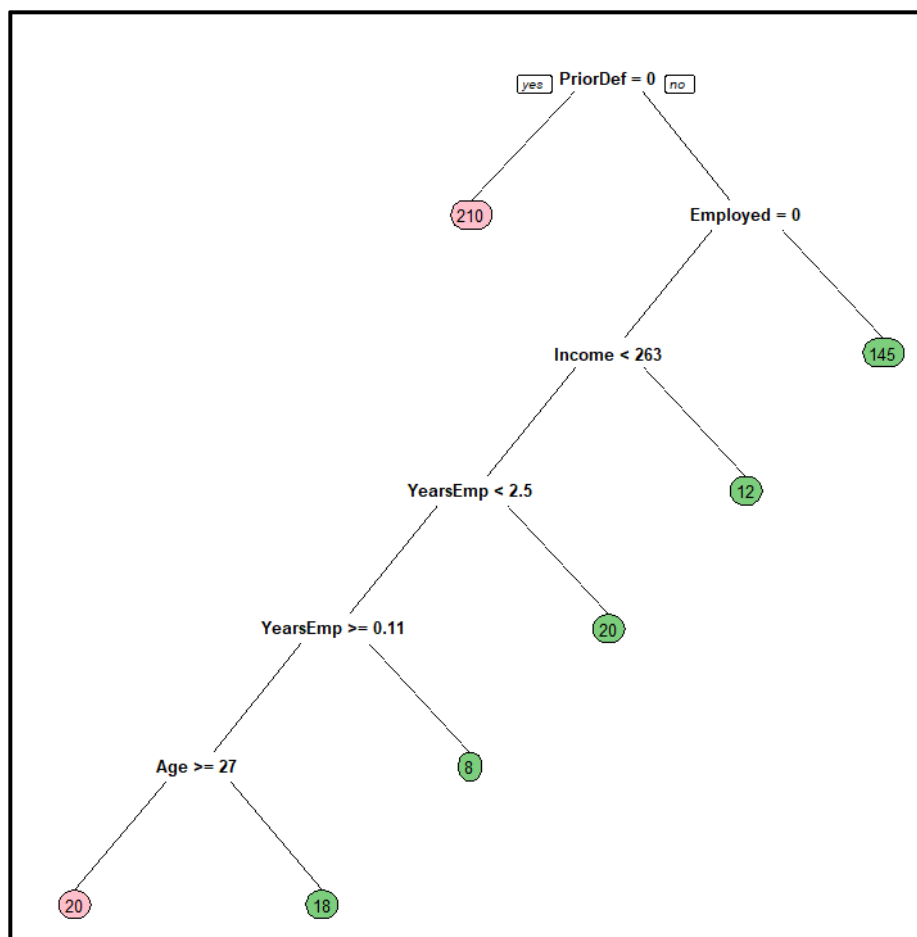 yes PriorDef = 0 no
210
Employed = 0
Income < 263
145
YearsEmp < 2.5
12
YearsEmp >= 0.11
20
Age >= 27
8
20
18